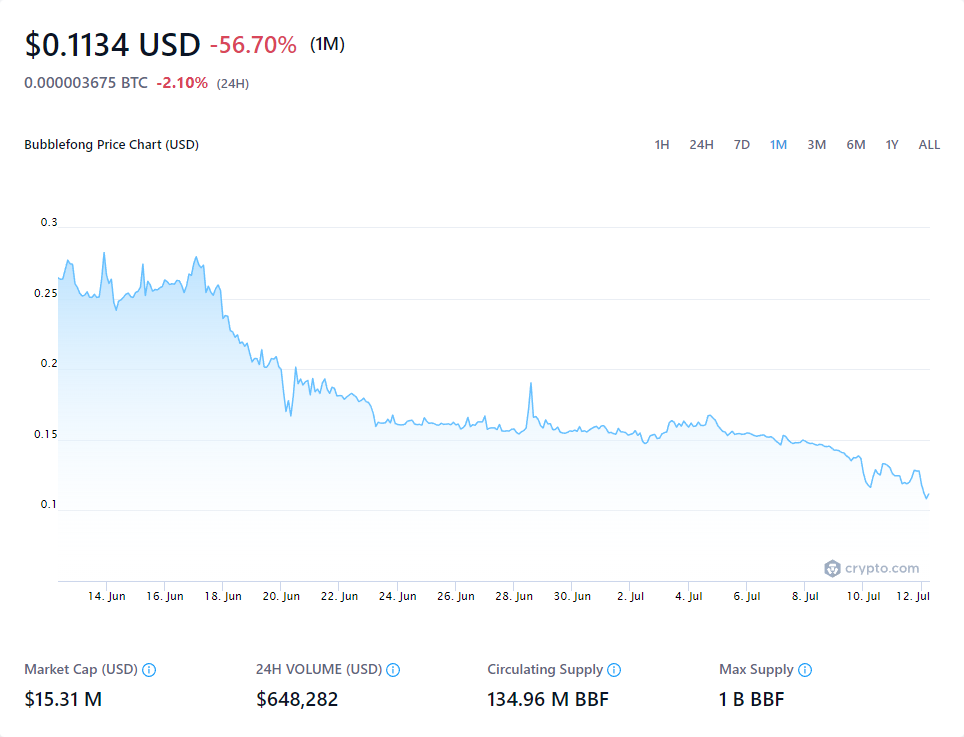 $0.1134 USD -56.70% (1M)
0.000003675 BTC -2.10% (24H)
Bubblefong Price Chart (USD) 1H 24H 7D 1M 3M 6M 1Y ALL
0.3
0.25
0.2
0.15
0.1
crypto.com
14. Jun 16. Jun 18. Jun 20. Jun 22. Jun 24. Jun 26. Jun 28. Jun 30. Jun 2. Jul 4. Jul 6. Jul 8. Jul 10. Jul 12. Jul
Market Cap (USD) 24H VOLUME (USD) Circulating Supply Max Supply
$15.31 M $648,282 134.96 M BBF 1 B BBF